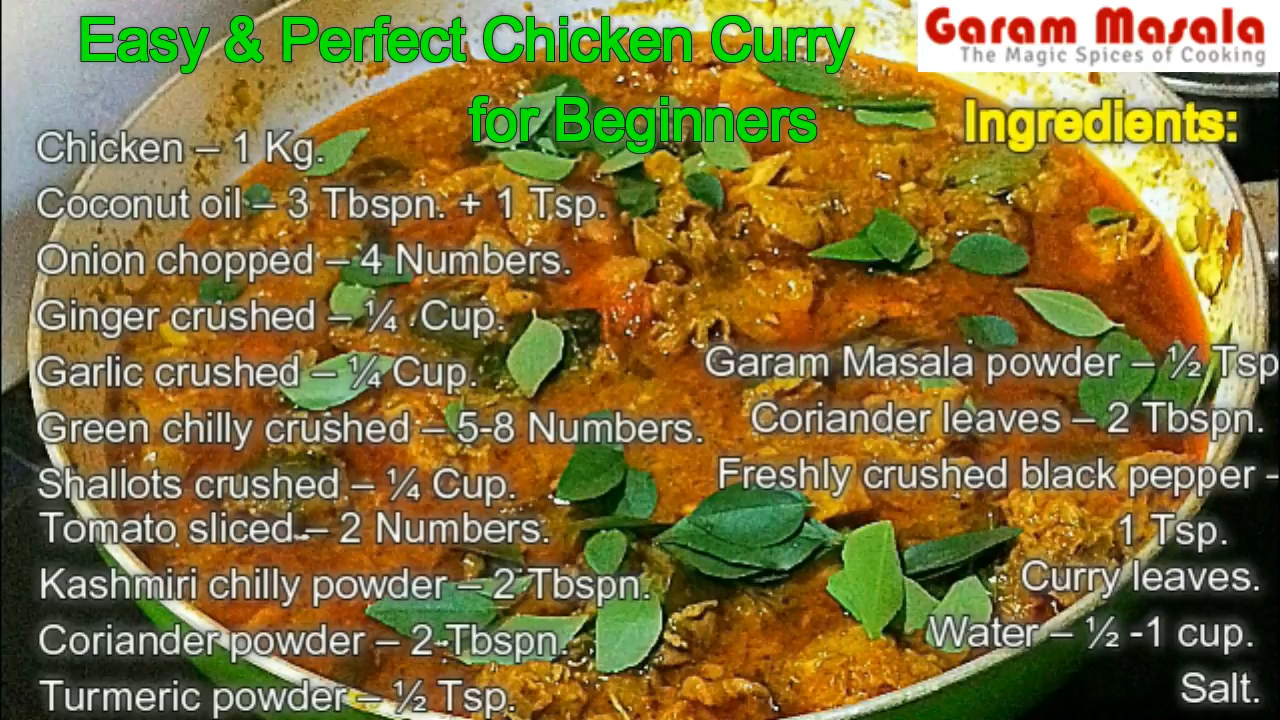 Easy & Perfect Chicken Curry
for Beginners
Garam Masala
The Magic Spices of Cooking
Ingredients:
Chicken – 1 Kg.
Coconut oil – 3 Tbspn. + 1 Tsp.
Onion chopped – 4 Numbers.
Ginger crushed – ¼ Cup.
Garlic crushed – ¼ Cup.
Green chilly crushed – 5-8 Numbers.
Shallots crushed – ¼ Cup.
Tomato sliced – 2 Numbers.
Kashmiri chilly powder – 2 Tbspn.
Coriander powder – 2 Tbspn.
Turmeric powder – ½ Tsp.
Garam Masala powder – ½ Tsp
Coriander leaves – 2 Tbspn.
Freshly crushed black pepper -
1 Tsp.
Curry leaves.
Water – ½ -1 cup.
Salt.